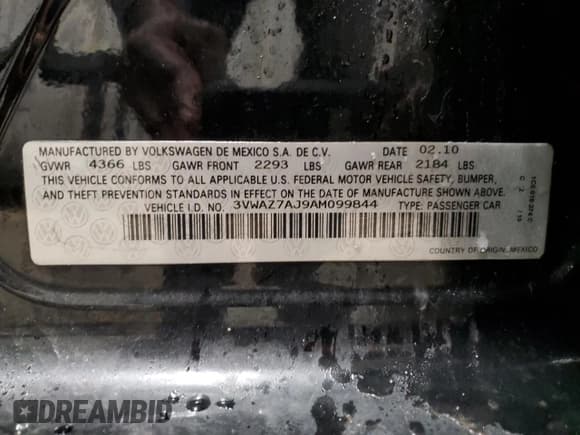 MANUFACTURED BY VOLKSWAGEN DE MEXICO S.A. DE C.V. DATE 02.10
GVWR 4366 LBS GAWR FRONT 2293 LBS GAWR REAR 2184 LBS
THIS VEHICLE CONFORMS TO ALL APPLICABLE U.S. FEDERAL MOTOR VEHICLE SAFETY, BUMPER,
AND THEFT PREVENTION STANDARDS IN EFFECT ON THE DATE OF MANUFACTURE SHOWN ABOVE.
VEHICLE I.D. NO. 3VWAZ7AJ9AM099844 TYPE: PASSENGER CAR
COUNTRY OF ORIGIN: MEXICO
DREAMBID